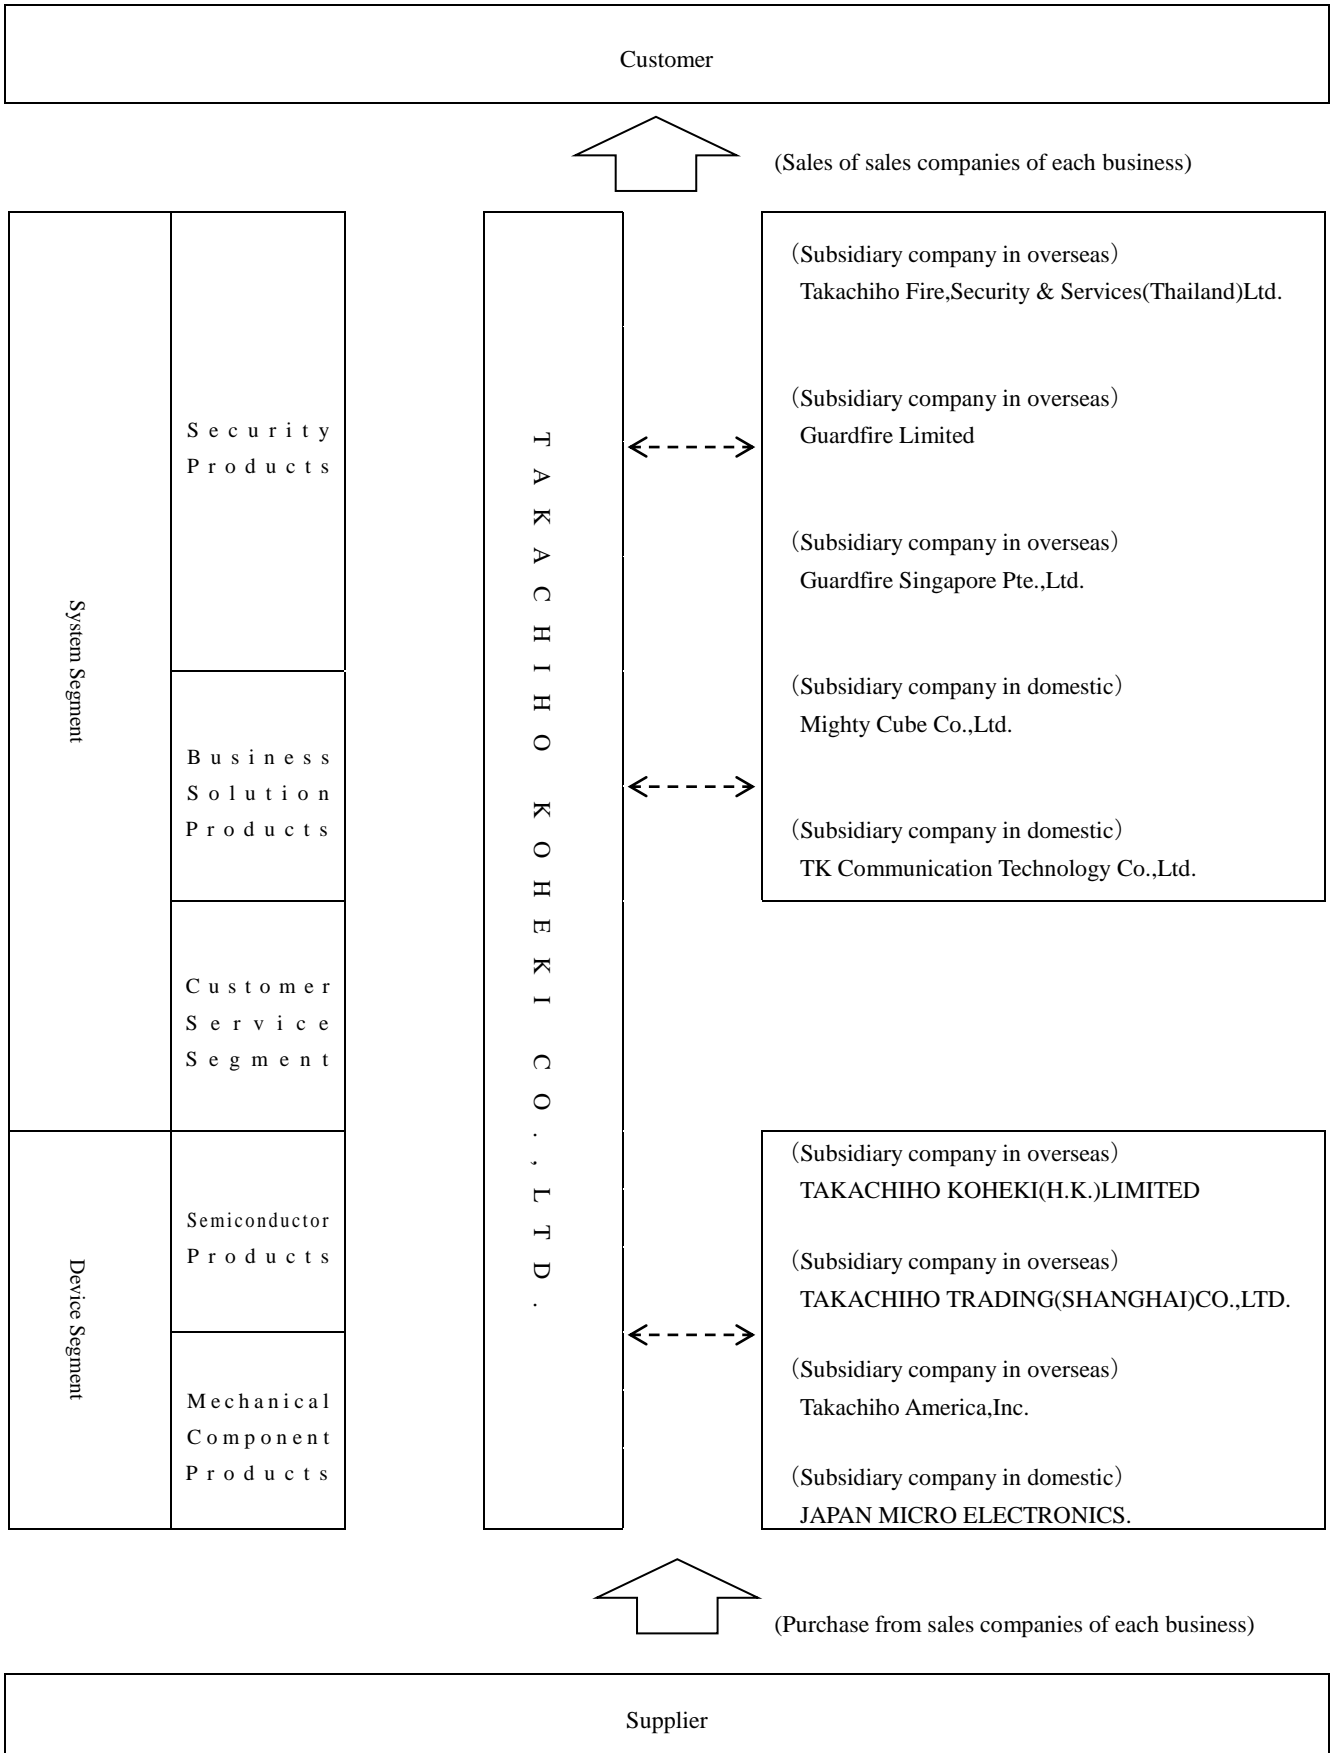 Customer
(Sales of sales companies of each business)
System Segment
Security
Products
Business
Solution
Products
Customer
Service
Segment
Device Segment
Semiconductor
Products
Mechanical
Component
Products
TAKACHIHO KOHEKI CO.,LTD.
（Subsidiary company in overseas）
Takachiho Fire,Security & Services(Thailand)Ltd.
（Subsidiary company in overseas）
Guardfire Limited
（Subsidiary company in overseas）
Guardfire Singapore Pte.,Ltd.
（Subsidiary company in domestic）
Mighty Cube Co.,Ltd.
（Subsidiary company in domestic）
TK Communication Technology Co.,Ltd.
（Subsidiary company in overseas）
TAKACHIHO KOHEKI(H.K.)LIMITED
（Subsidiary company in overseas）
TAKACHIHO TRADING(SHANGHAI)CO.,LTD.
（Subsidiary company in overseas）
Takachiho America,Inc.
（Subsidiary company in domestic）
JAPAN MICRO ELECTRONICS.
(Purchase from sales companies of each business)
Supplier